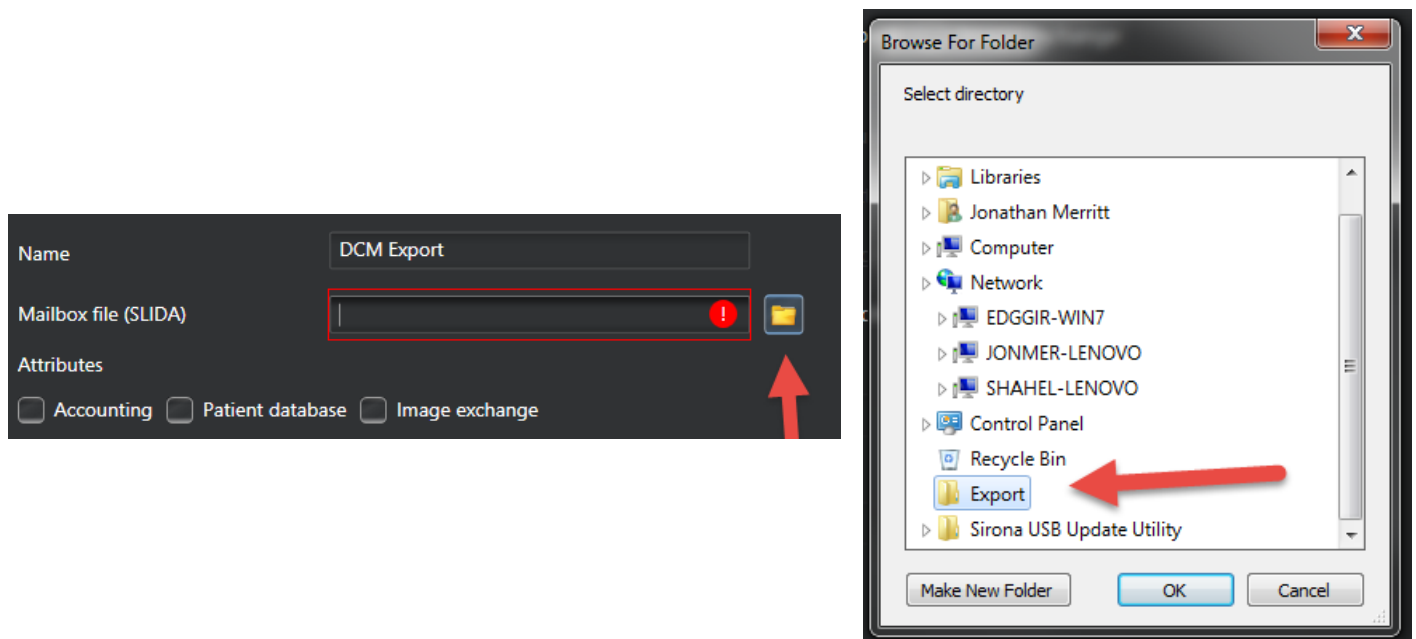 Name
DCM Export
Mailbox file (SLIDA)
!
Attributes
Accounting Patient database Image exchange
Browse For Folder
Select directory
Libraries
Jonathan Merritt
Computer
Network
EDGGIR-WIN7
JONMER-LENOVO
SHAHEL-LENOVO
Control Panel
Recycle Bin
Export
Sirona USB Update Utility
Make New Folder OK Cancel